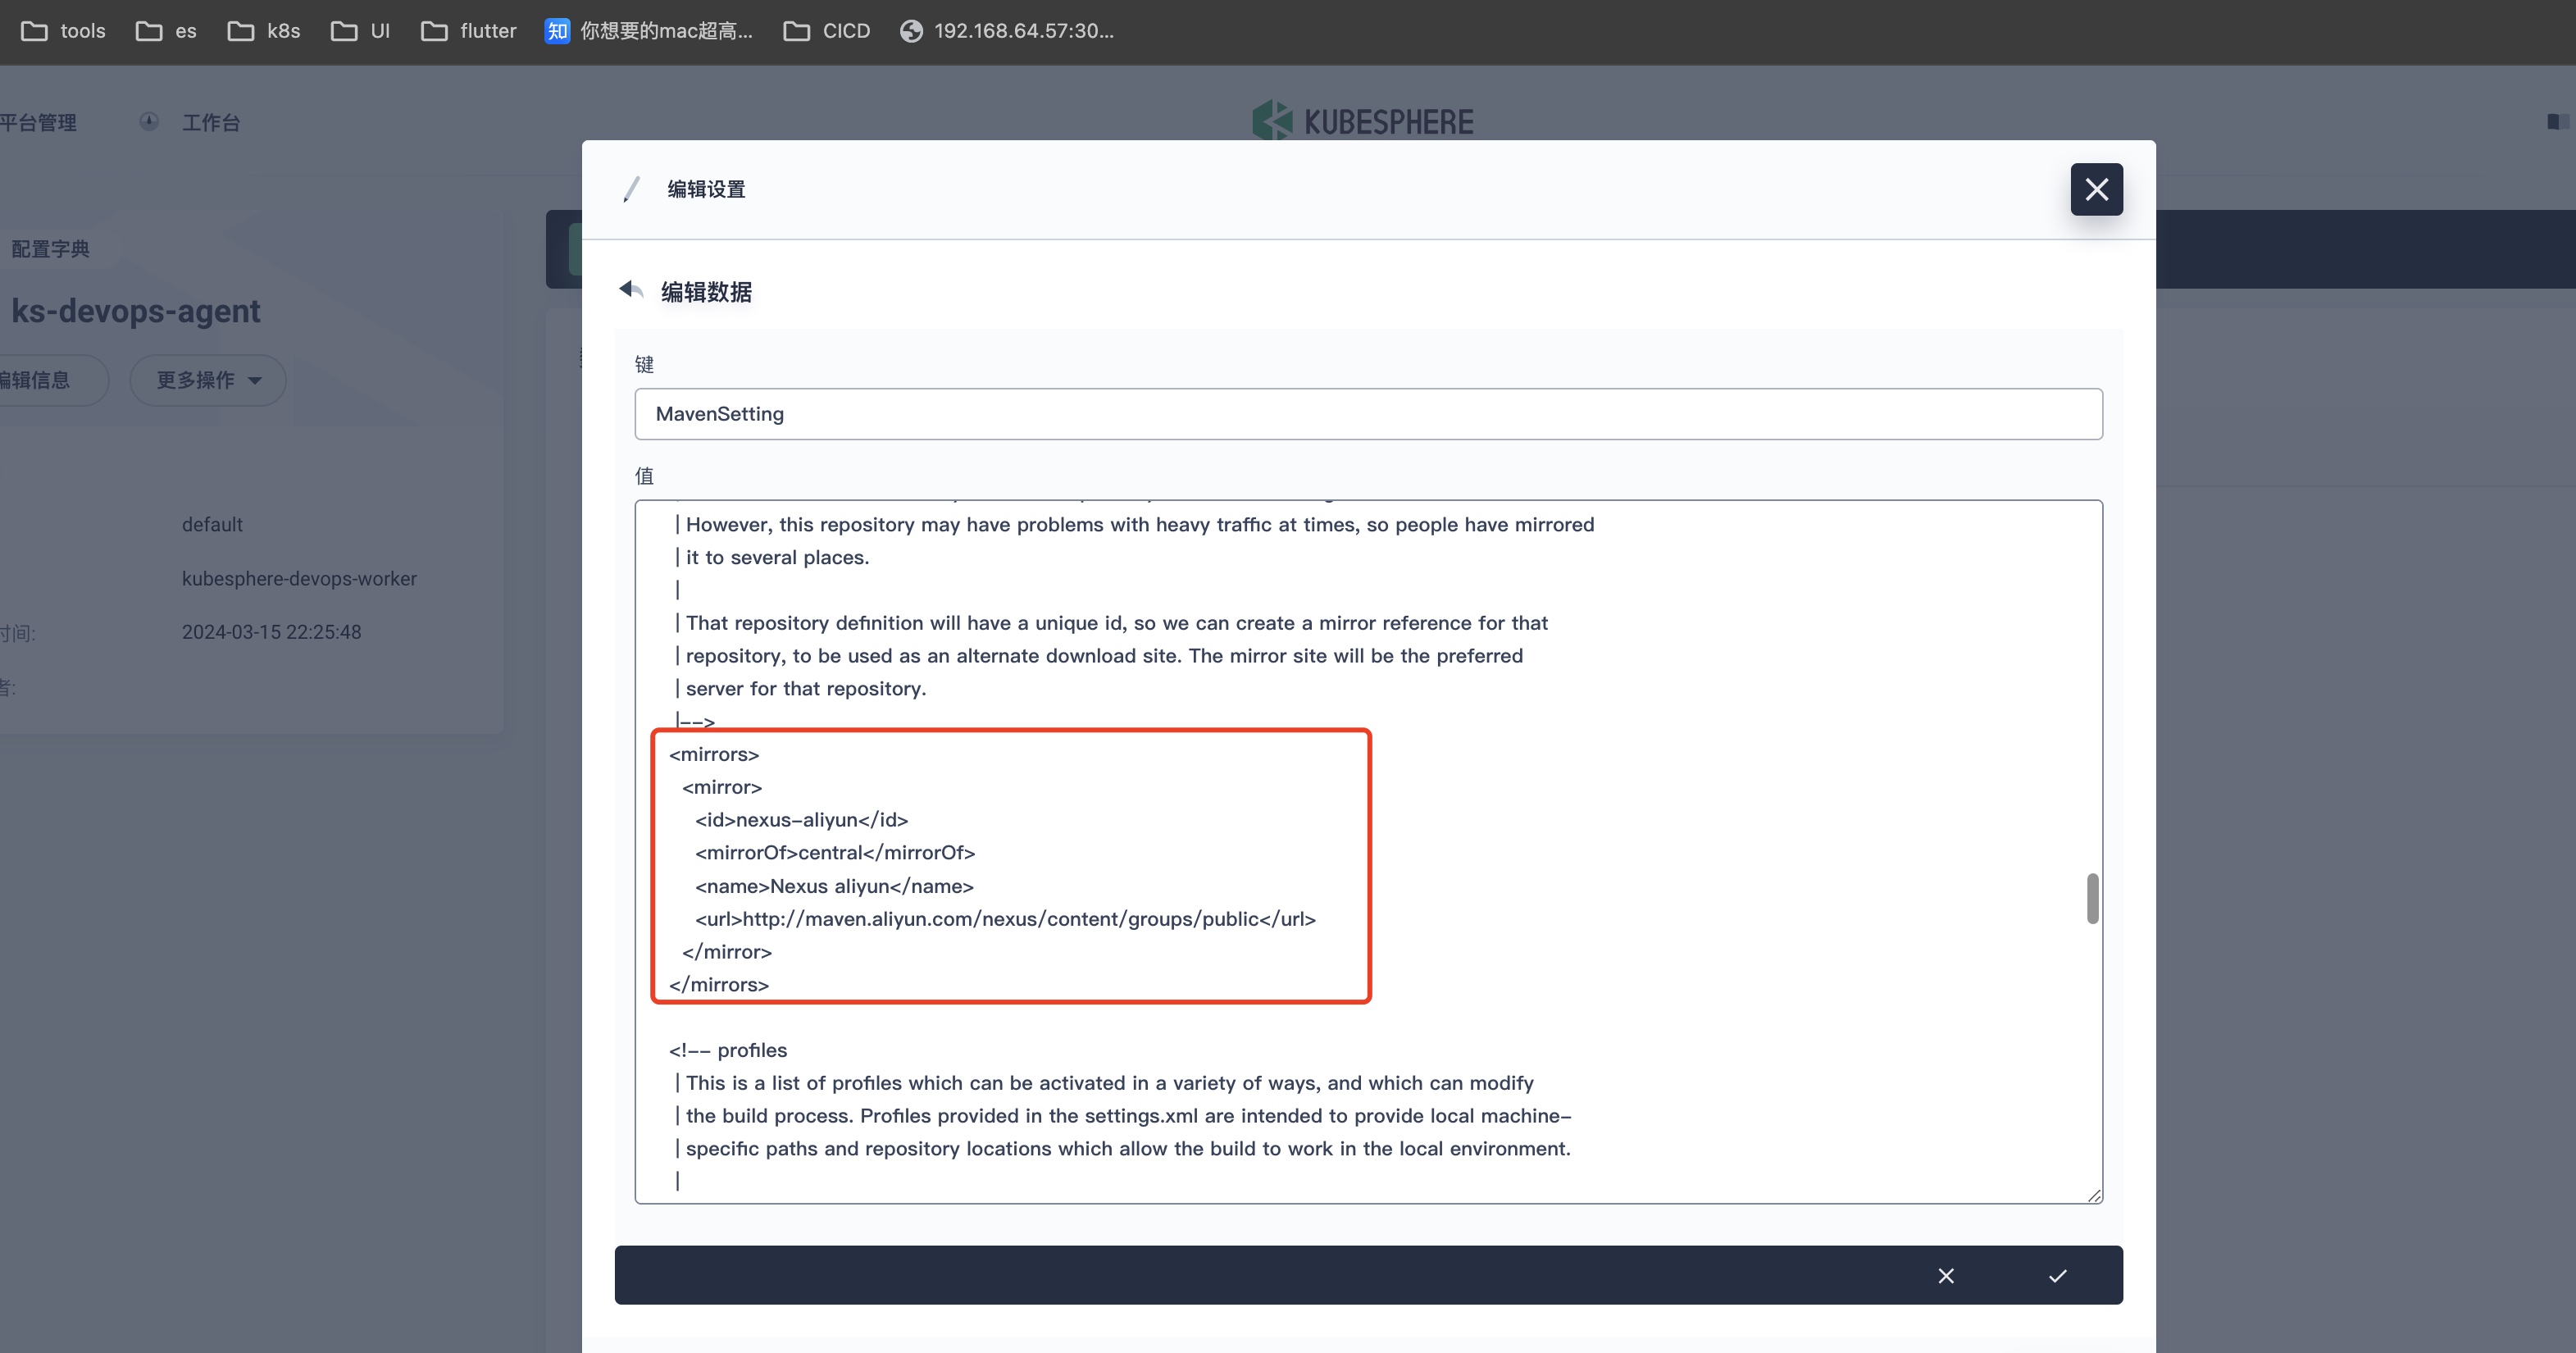 tools es k8s UI flutter 知 你想要的mac超高... CICD 192.168.64.57:30...
平台管理 工作台 KUBESPHERE
编辑设置
配置字典
编辑数据
ks-devops-agent
键
编辑信息 更多操作
MavenSetting
值
default
| However, this repository may have problems with heavy traffic at times, so people have mirrored
| it to several places.
kubesphere-devops-worker
|
| That repository definition will have a unique id, so we can create a mirror reference for that
时间: 2024-03-15 22:25:48
| repository, to be used as an alternate download site. The mirror site will be the preferred
者:
| server for that repository.
|-->
<mirrors>
<mirror>
<id>nexus-aliyun</id>
<mirrorOf>central</mirrorOf>
<name>Nexus aliyun</name>
<url>http://maven.aliyun.com/nexus/content/groups/public</url>
</mirror>
</mirrors>
<!-- profiles
| This is a list of profiles which can be activated in a variety of ways, and which can modify
| the build process. Profiles provided in the settings.xml are intended to provide local machine-
| specific paths and repository locations which allow the build to work in the local environment.
|